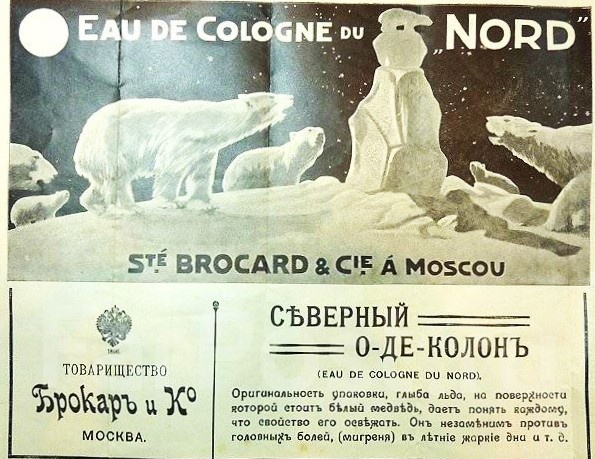 EAU DE COLOGNE DU „NORD”
STÉ BROCARD & CIE Á MOSCOU
ТОВАРИЩЕСТВО
Брокаръ и Ко
МОСКВА.
СѢВЕРНЫЙ
О-ДЕ-КОЛОНЪ
(EAU DE COLOGNE DU NORD).
Оригинальность упаковки, глыба льда, на поверхности
которой стоитъ бѣлый медвѣдь, даетъ понять каждому,
что свойство его освѣжать. Онъ незамѣнимъ противъ
головныхъ болей, (мигреня) въ лѣтніе жаркіе дни и т. д.